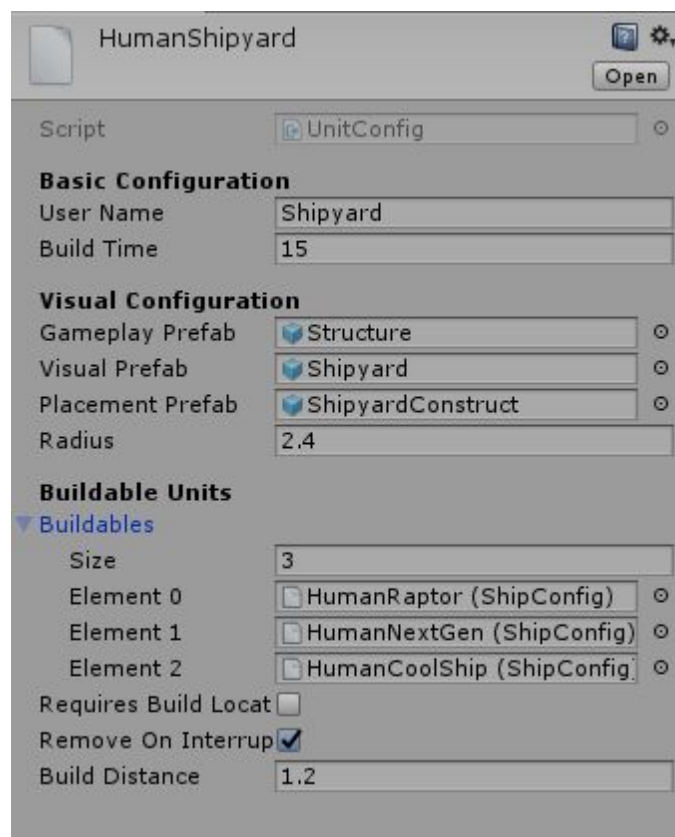 HumanShipyard
Open
Script UnitConfig
Basic Configuration
User Name Shipyard
Build Time 15
Visual Configuration
Gameplay Prefab Structure
Visual Prefab Shipyard
Placement Prefab ShipyardConstruct
Radius 2.4
Buildable Units
Buildables
Size 3
Element 0 HumanRaptor (ShipConfig)
Element 1 HumanNextGen (ShipConfig)
Element 2 HumanCoolShip (ShipConfig)
Requires Build Locat
Remove On Interrup
Build Distance 1.2